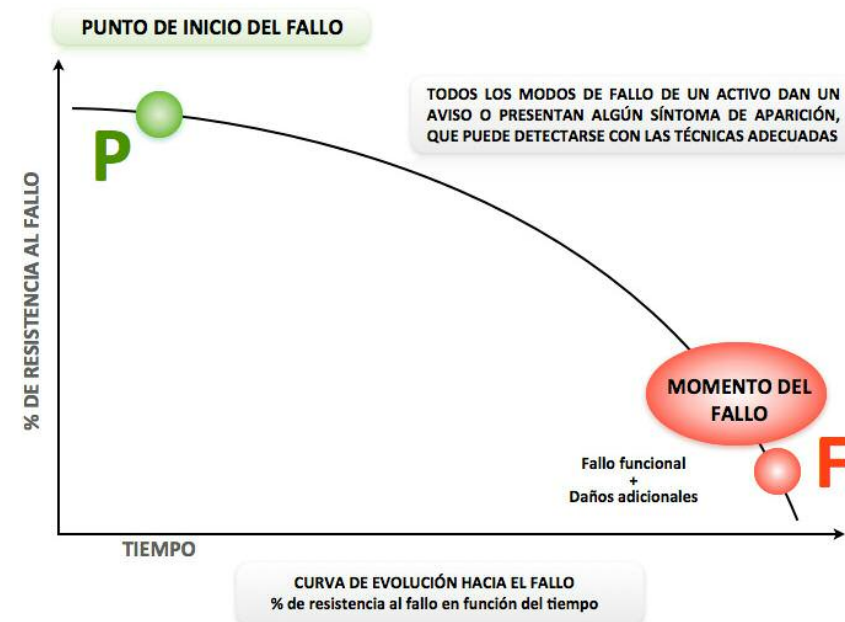 PUNTO DE INICIO DEL FALLO
TODOS LOS MODOS DE FALLO DE UN ACTIVO DAN UN
AVISO O PRESENTAN ALGÚN SÍNTOMA DE APARICIÓN,
QUE PUEDE DETECTARSE CON LAS TÉCNICAS ADECUADAS
P
% DE RESISTENCIA AL FALLO
MOMENTO DEL
FALLO
F
Fallo funcional
+
Daños adicionales
TIEMPO
CURVA DE EVOLUCIÓN HACIA EL FALLO
% de resistencia al fallo en función del tiempo